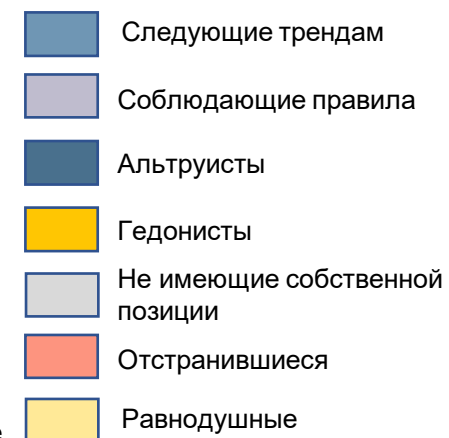 Следующие трендам
Соблюдающие правила
Альтруисты
Гедонисты
Не имеющие собственной
позиции
Отстранившиеся
Равнодушные